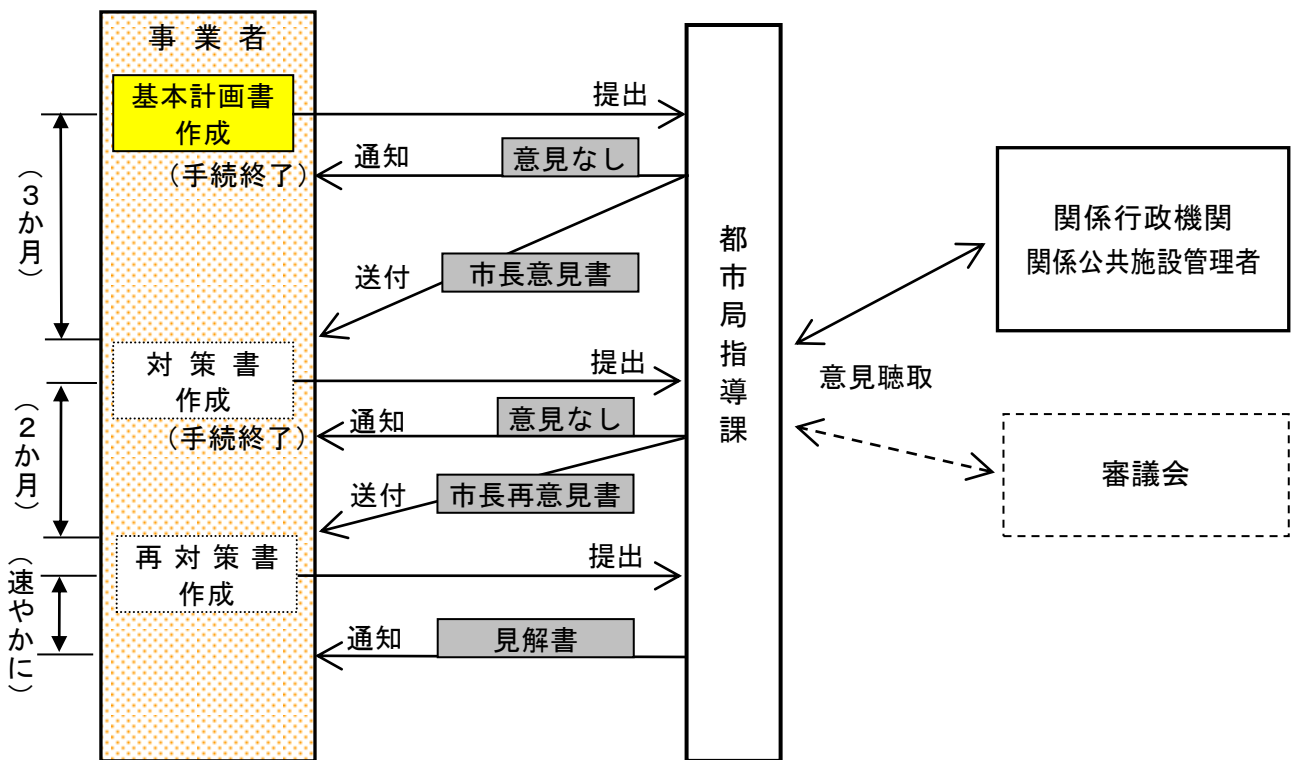 事 業 者
基本計画書
作成
(手続終了)
(3か月)
提出
通知
意見なし
送付
市長意見書
対 策 書
作成
(手続終了)
(2か月)
提出
通知
意見なし
送付
市長再意見書
再 対 策 書
作成
(速やかに)
提出
通知
見解書
都市局指導課
関係行政機関
関係公共施設管理者
意見聴取
審議会